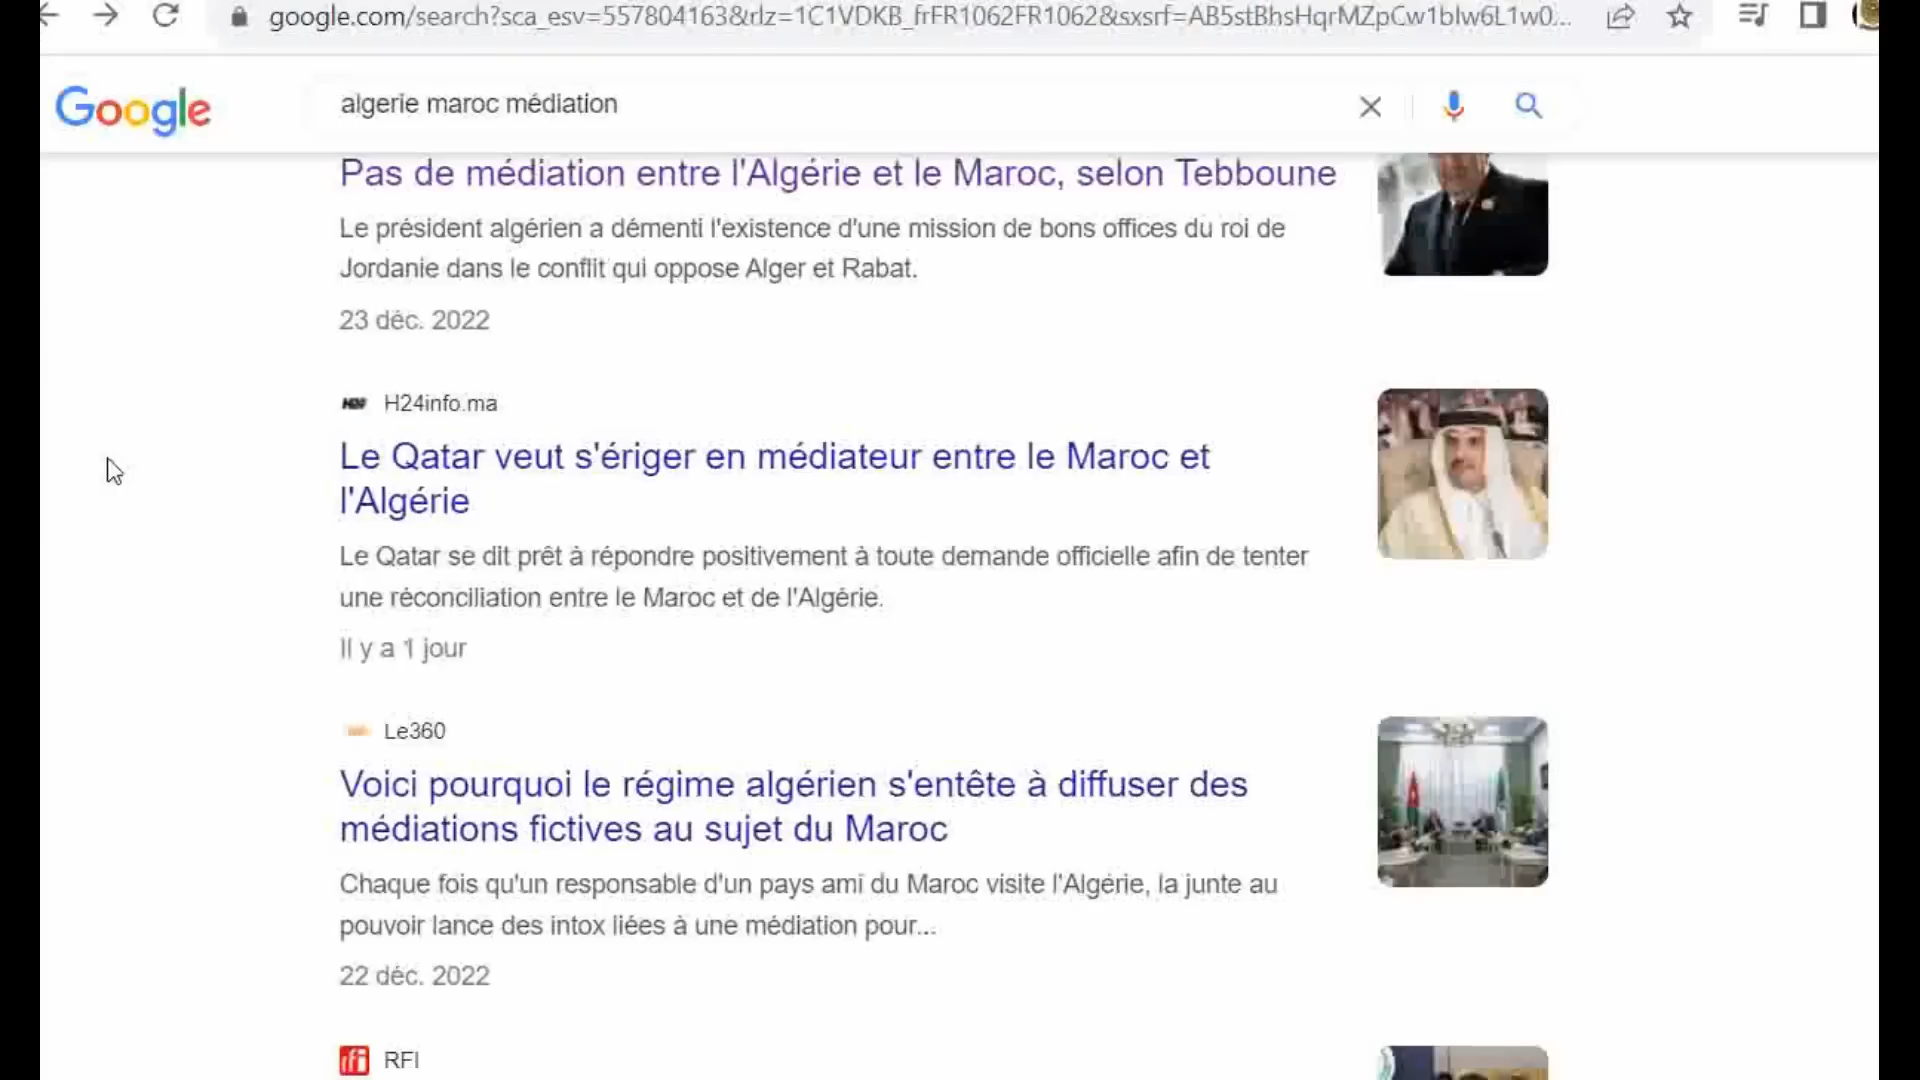 google.com/search?sca_esv=557804163&rlz=1C1VDKB_frFR1062FR1062&sxsrf=AB5stBhsHqrMZpCw1blw6L1w0...
Google
algerie maroc médiation
Pas de médiation entre l'Algérie et le Maroc, selon Tebboune
Le président algérien a démenti l'existence d'une mission de bons offices du roi de
Jordanie dans le conflit qui oppose Alger et Rabat.
23 déc. 2022
H24info.ma
Le Qatar veut s'ériger en médiateur entre le Maroc et
l'Algérie
Le Qatar se dit prêt à répondre positivement à toute demande officielle afin de tenter
une réconciliation entre le Maroc et de l'Algérie.
Il y a 1 jour
Le360
Voici pourquoi le régime algérien s'entête à diffuser des
médiations fictives au sujet du Maroc
Chaque fois qu'un responsable d'un pays ami du Maroc visite l'Algérie, la junte au
pouvoir lance des intox liées à une médiation pour...
22 déc. 2022
rfi RFI